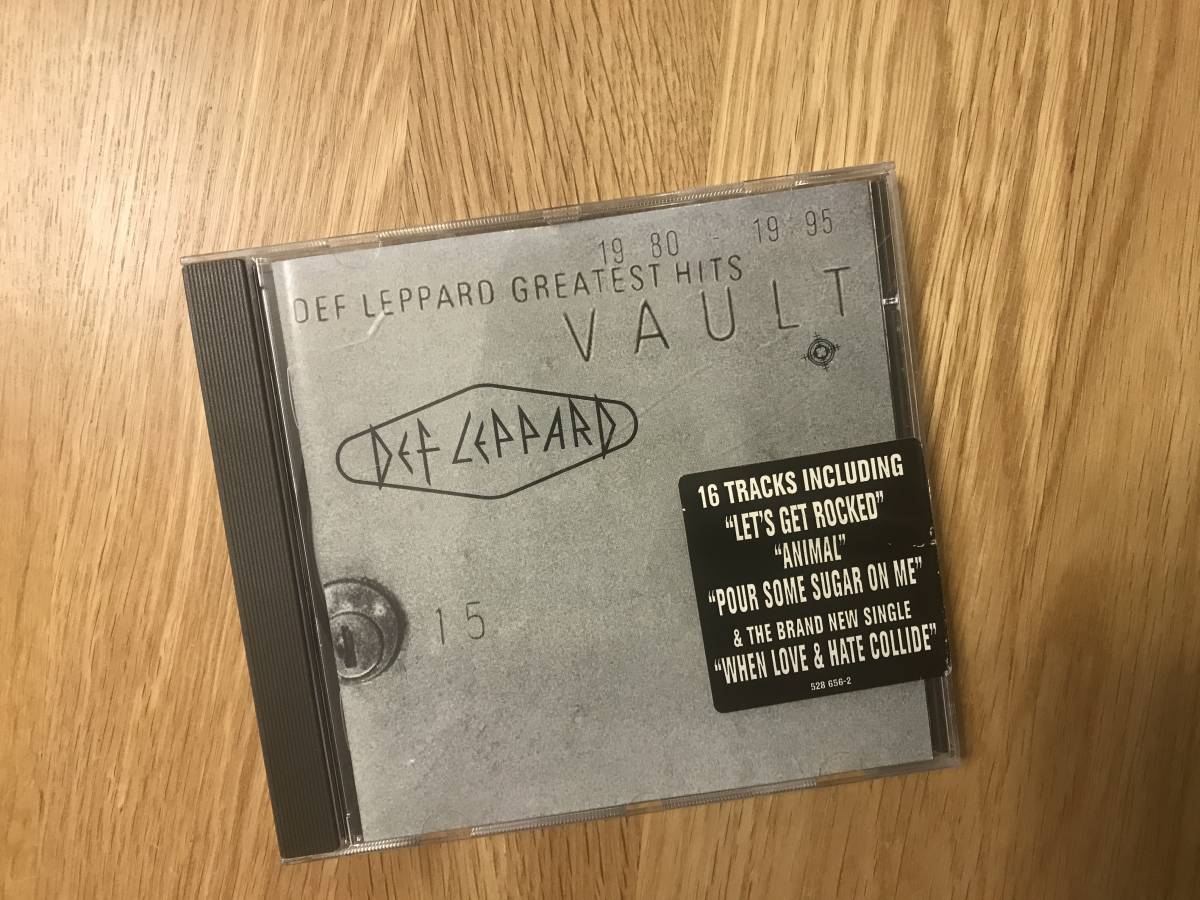 19 80 - 19 95
DEF LEPPARD GREATEST HITS
VAULT
DEF LEPPARD
15
16 TRACKS INCLUDING
“LET'S GET ROCKED”
“ANIMAL”
“POUR SOME SUGAR ON ME”
& THE BRAND NEW SINGLE
“WHEN LOVE & HATE COLLIDE”
528 656-2